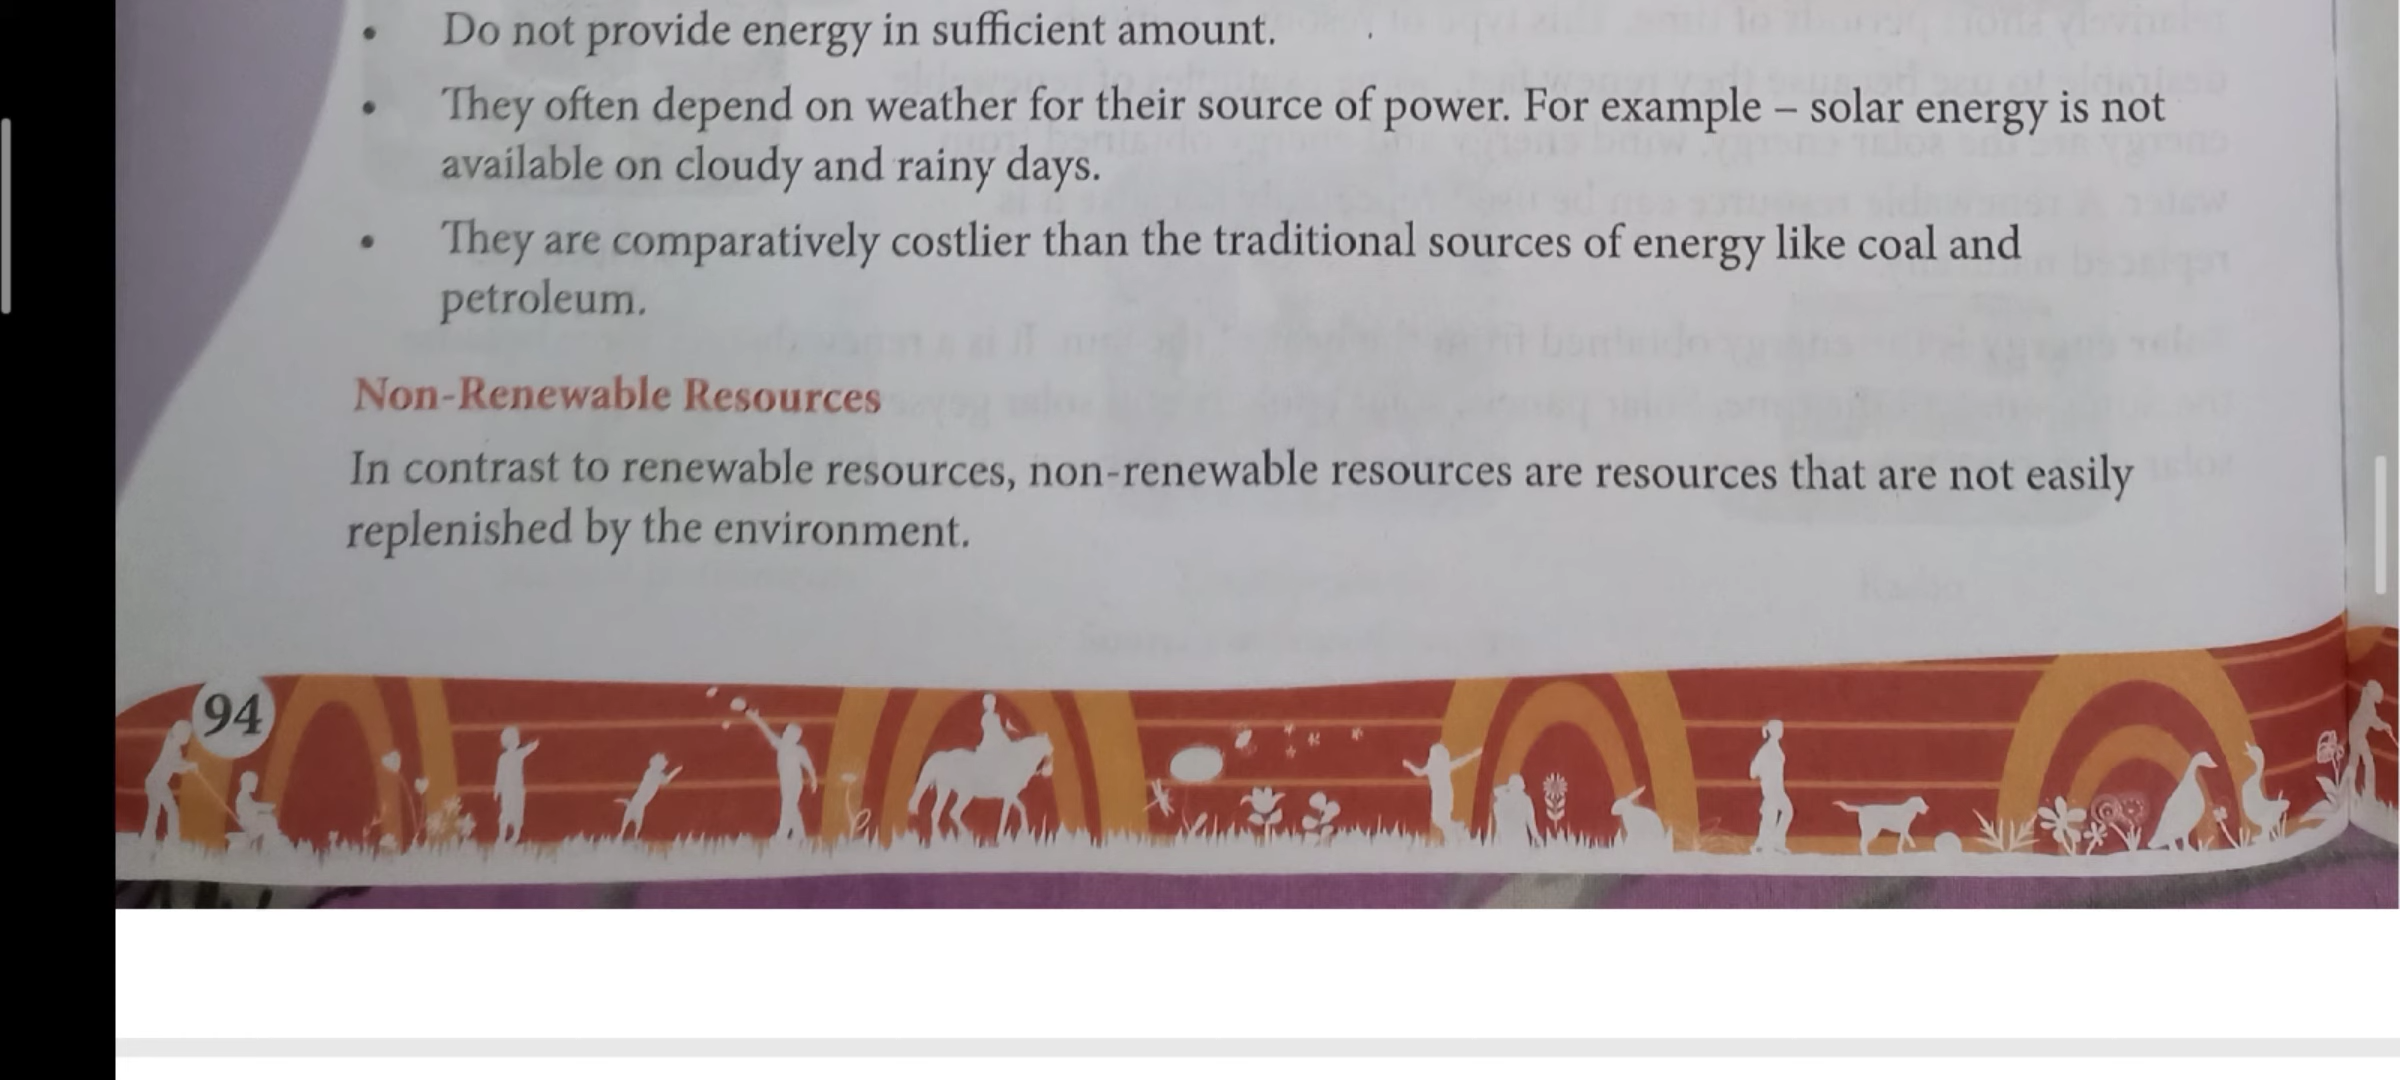 • Do not provide energy in sufficient amount.
• They often depend on weather for their source of power. For example – solar energy is not
available on cloudy and rainy days.
• They are comparatively costlier than the traditional sources of energy like coal and
petroleum.
Non-Renewable Resources
In contrast to renewable resources, non-renewable resources are resources that are not easily
replenished by the environment.
94